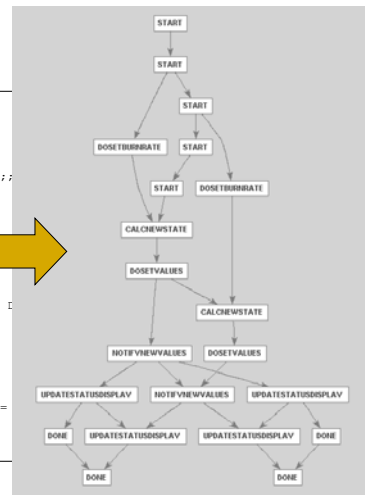 START
START
START
DOSETBURNRATE START
;;
START DOSETBURNRATE
CALCNEWSTATE
DOSETVALUES
CALCNEWSTATE
NOTIFYNEWVALUES DOSETVALUES
UPDATESTATUSDISPLAY NOTIFYNEWVALUES UPDATESTATUSDISPLAY
=
DONE UPDATESTATUSDISPLAY UPDATESTATUSDISPLAY DONE
DONE DONE